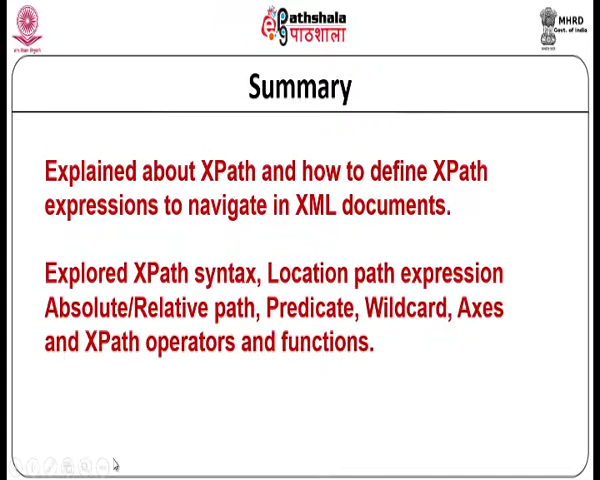 ePathshala
पाठशाला
MHRD
Govt. of India
Summary
Explained about XPath and how to define XPath
expressions to navigate in XML documents.
Explored XPath syntax, Location path expression
Absolute/Relative path, Predicate, Wildcard, Axes
and XPath operators and functions.